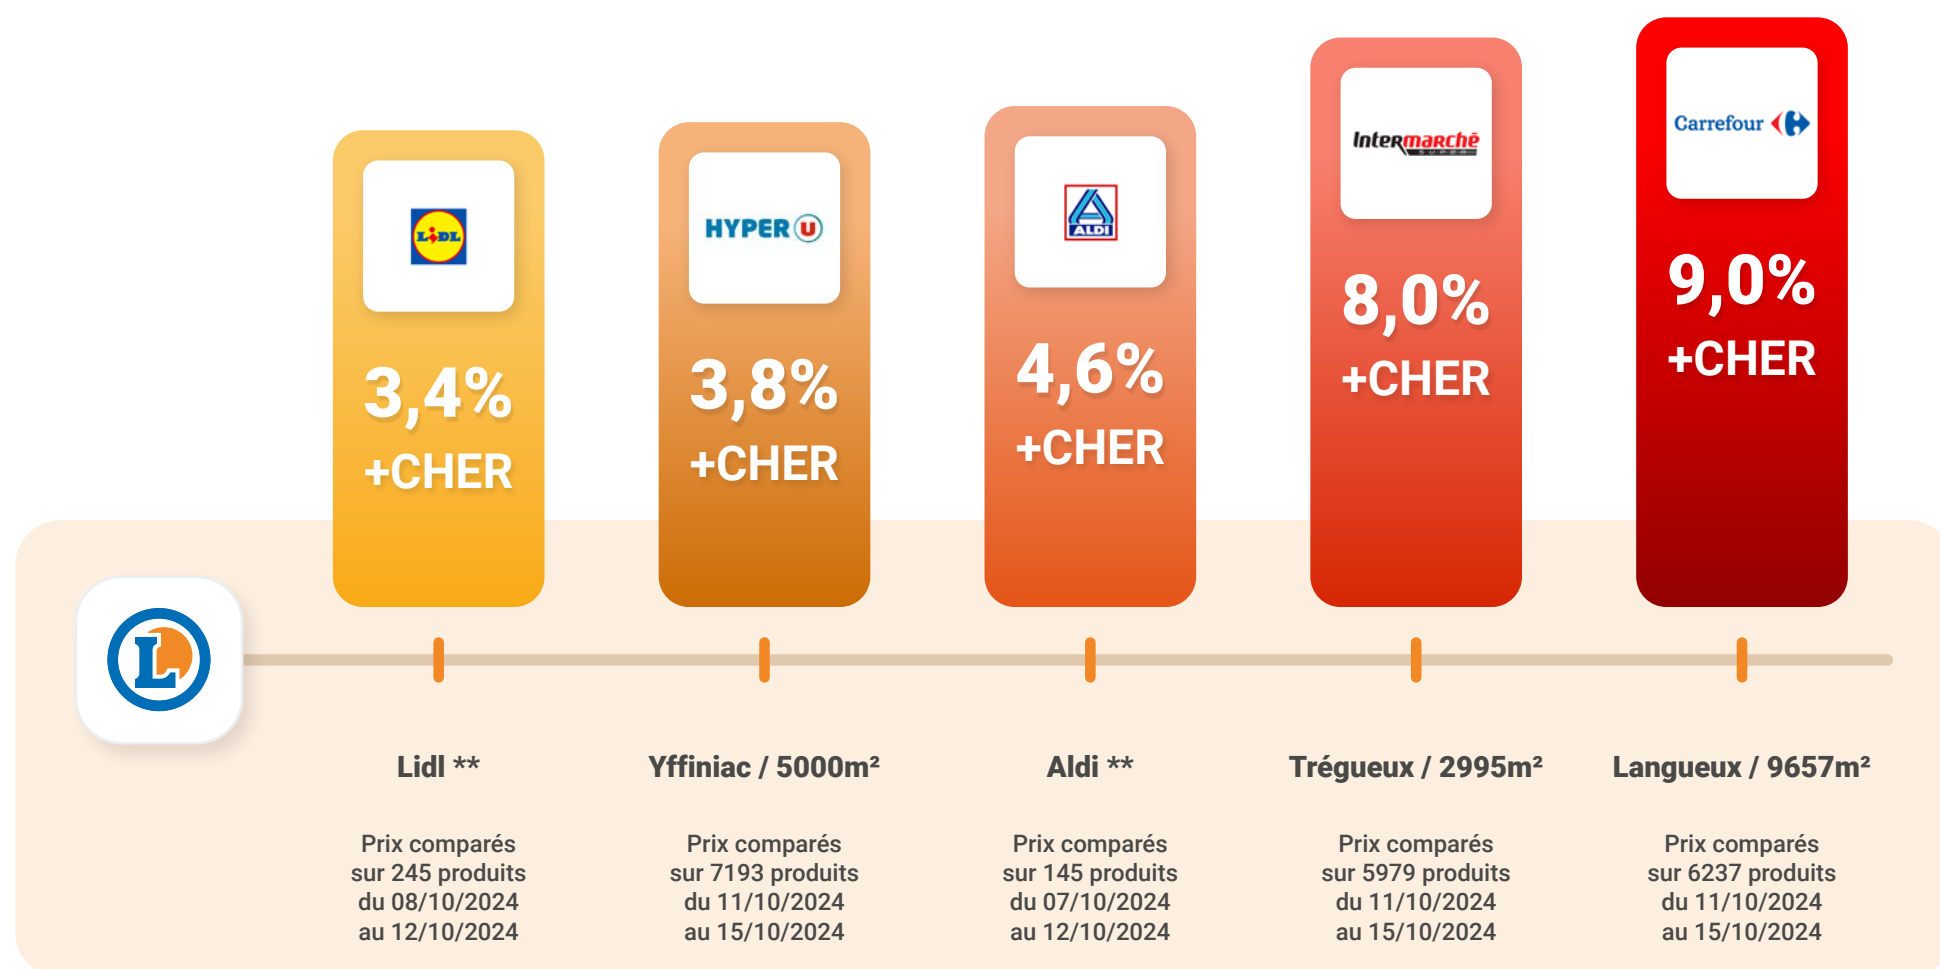 LIDL
3,4%
+CHER
HYPER U
3,8%
+CHER
ALDI
4,6%
+CHER
Intermarché
SUPER
8,0%
+CHER
Carrefour
9,0%
+CHER
L
Lidl **
Prix comparés
sur 245 produits
du 08/10/2024
au 12/10/2024
Yffiniac / 5000m²
Prix comparés
sur 7193 produits
du 11/10/2024
au 15/10/2024
Aldi **
Prix comparés
sur 145 produits
du 07/10/2024
au 12/10/2024
Trégueux / 2995m²
Prix comparés
sur 5979 produits
du 11/10/2024
au 15/10/2024
Langueux / 9657m²
Prix comparés
sur 6237 produits
du 11/10/2024
au 15/10/2024